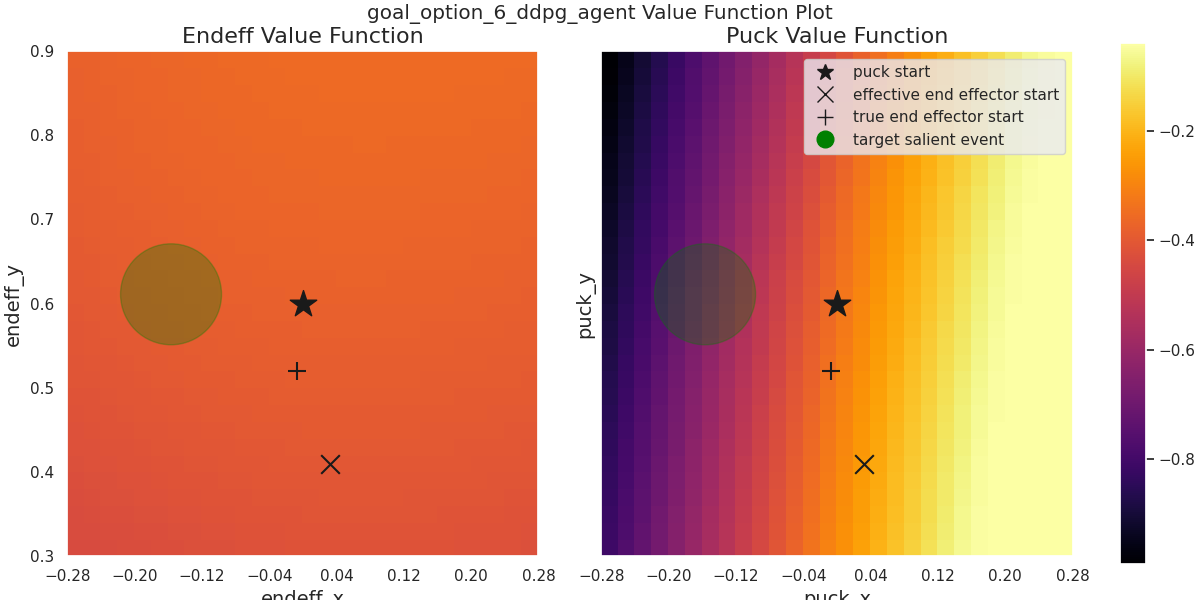 goal_option_6_ddpg_agent Value Function Plot
Endeff Value Function
Puck Value Function
0.9
0.8
0.7
0.6
0.5
0.4
0.3
endeff_y
−0.28
−0.20
−0.12
−0.04
0.04
0.12
0.20
0.28
endeff_x
puck_y
puck start
effective end effector start
true end effector start
target salient event
−0.28
−0.20
−0.12
−0.04
0.04
0.12
0.20
0.28
puck_x
−0.2
−0.4
−0.6
−0.8